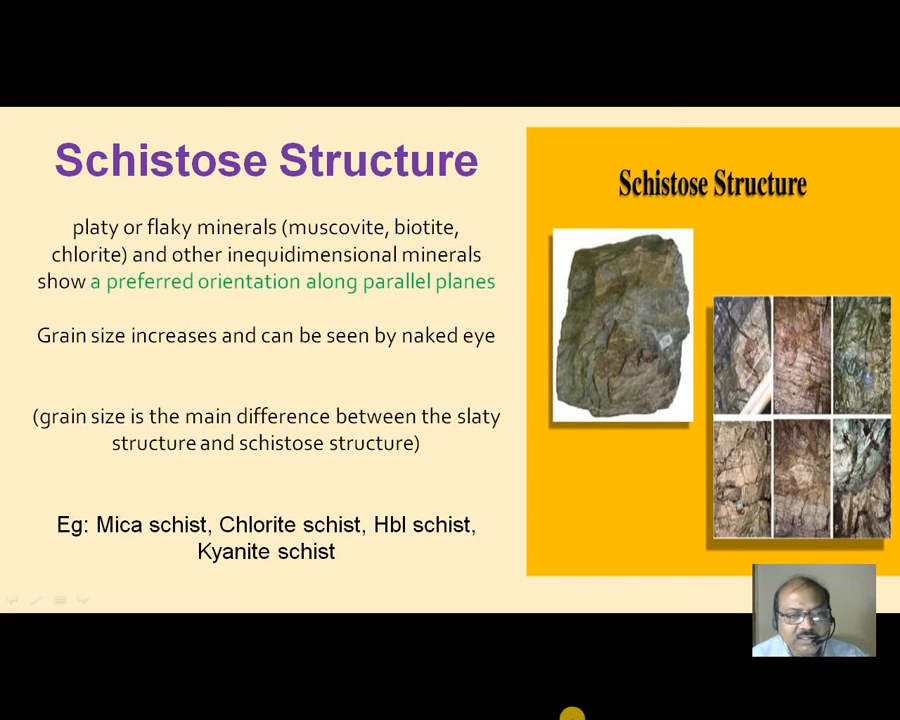 Schistose Structure
platy or flaky minerals (muscovite, biotite,
chlorite) and other inequidimensional minerals
show a preferred orientation along parallel planes
Grain size increases and can be seen by naked eye
(grain size is the main difference between the slaty
structure and schistose structure)
Eg: Mica schist, Chlorite schist, Hbl schist,
Kyanite schist
Schistose Structure